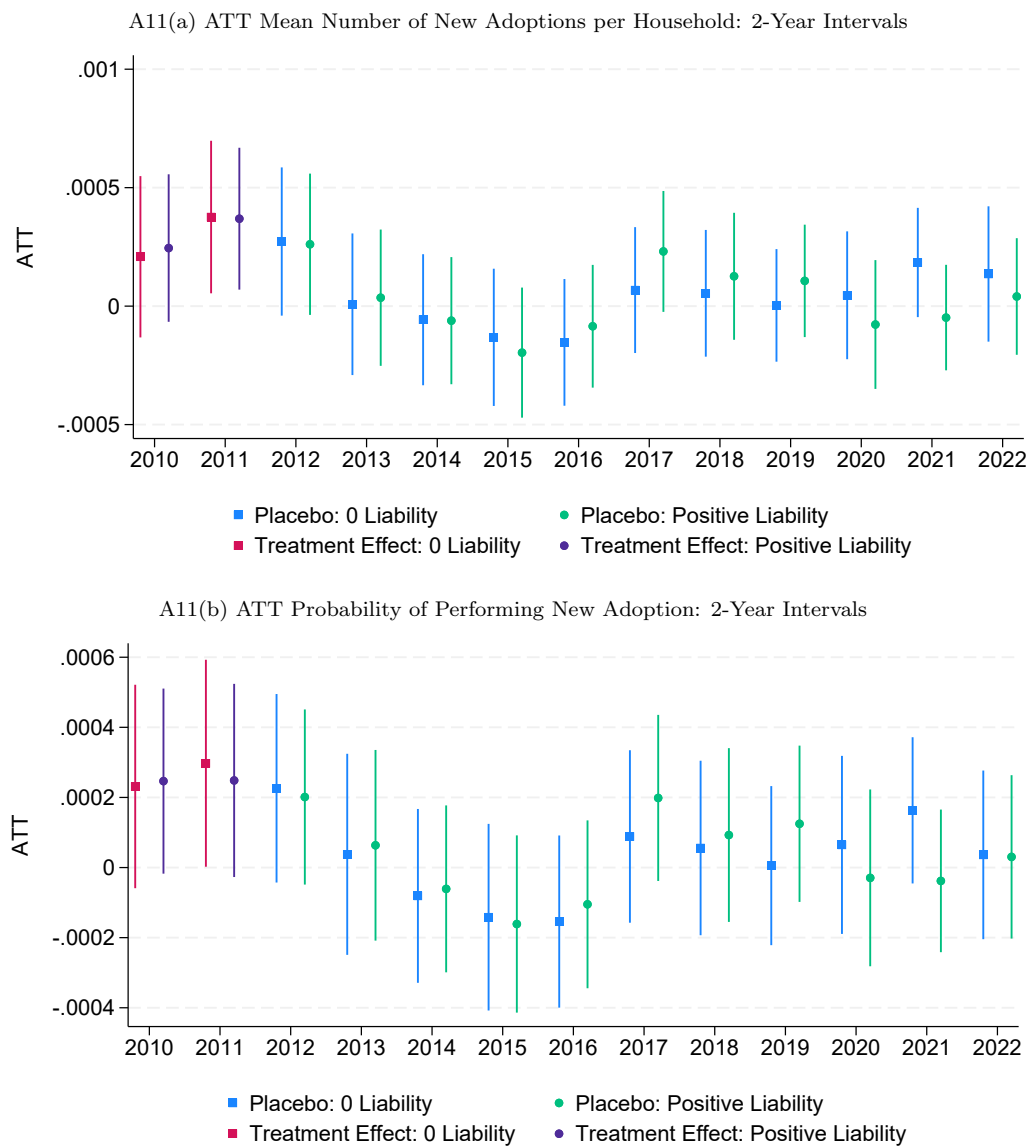 A11(a) ATT Mean Number of New Adoptions per Household: 2-Year Intervals
.001
.0005
0
-.0005
ATT
2010 2011 2012 2013 2014 2015 2016 2017 2018 2019 2020 2021 2022
Placebo: 0 Liability Placebo: Positive Liability
Treatment Effect: 0 Liability Treatment Effect: Positive Liability
A11(b) ATT Probability of Performing New Adoption: 2-Year Intervals
.0006
.0004
.0002
0
-.0002
-.0004
ATT
2010 2011 2012 2013 2014 2015 2016 2017 2018 2019 2020 2021 2022
Placebo: 0 Liability Placebo: Positive Liability
Treatment Effect: 0 Liability Treatment Effect: Positive Liability